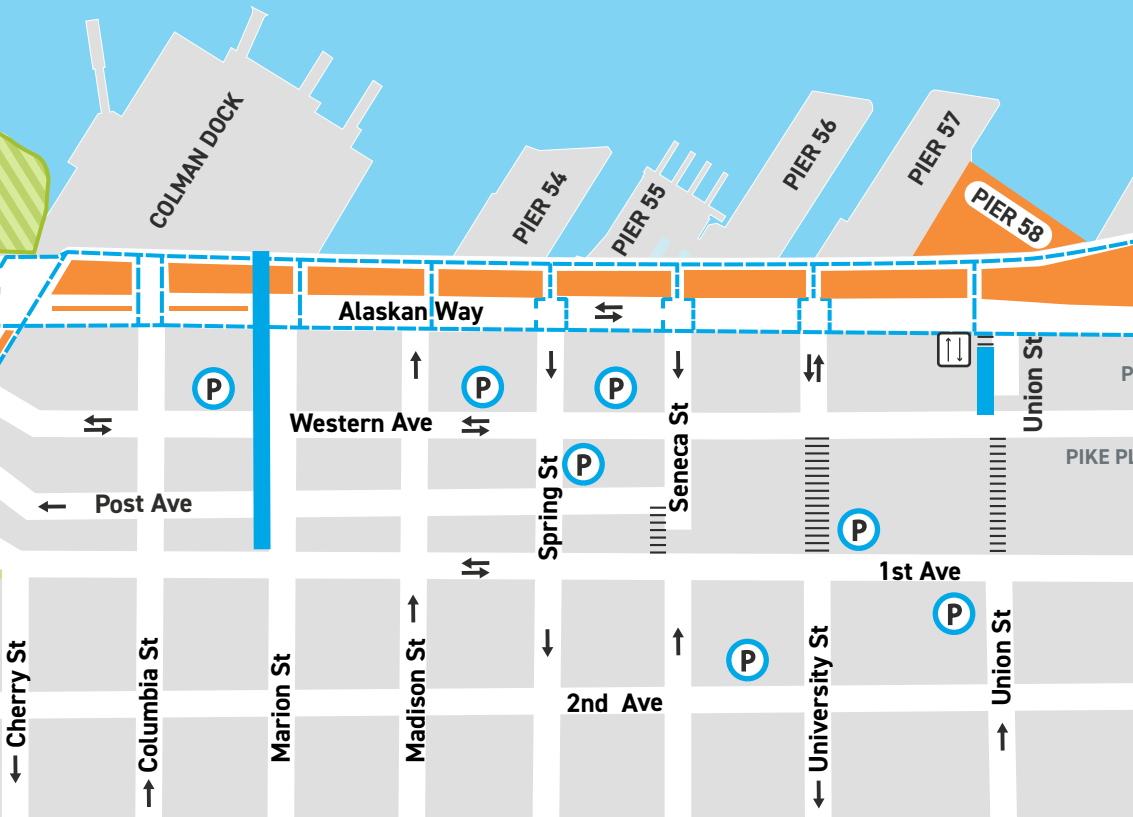 COLMAN DOCK
PIER 54
PIER 55
PIER 56
PIER 57
PIER 58
Alaskan Way
P
P
P
Union St
P
Western Ave
Seneca St
PIKE PL
P
Spring St
Post Ave
P
1st Ave
P
Cherry St
Columbia St
Marion St
Madison St
P
University St
Union St
2nd Ave